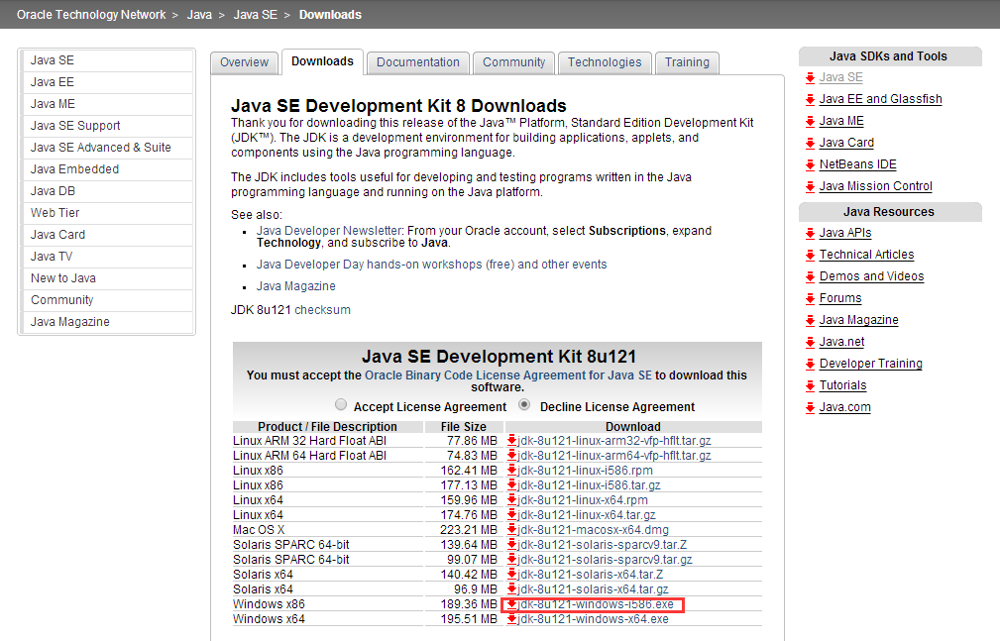 Oracle Technology Network > Java > Java SE > Downloads
Java SE
Java EE
Java ME
Java SE Support
Java SE Advanced & Suite
Java Embedded
Java DB
Web Tier
Java Card
Java TV
New to Java
Community
Java Magazine
Overview Downloads Documentation Community Technologies Training
Java SE Development Kit 8 Downloads
Thank you for downloading this release of the Java™ Platform, Standard Edition Development Kit
(JDK™). The JDK is a development environment for building applications, applets, and
components using the Java programming language.
The JDK includes tools useful for developing and testing programs written in the Java
programming language and running on the Java platform.
See also:
Java Developer Newsletter: From your Oracle account, select Subscriptions, expand
Technology, and subscribe to Java.
Java Developer Day hands-on workshops (free) and other events
Java Magazine
JDK 8u121 checksum
Java SE Development Kit 8u121
You must accept the Oracle Binary Code License Agreement for Java SE to download this
software.
Accept License Agreement Decline License Agreement
Product / File Description File Size Download
Linux ARM 32 Hard Float ABI 77.86 MB jdk-8u121-linux-arm32-vfp-hflt.tar.gz
Linux ARM 64 Hard Float ABI 74.83 MB jdk-8u121-linux-arm64-vfp-hflt.tar.gz
Linux x86 162.41 MB jdk-8u121-linux-i586.rpm
Linux x86 177.13 MB jdk-8u121-linux-i586.tar.gz
Linux x64 159.96 MB jdk-8u121-linux-x64.rpm
Linux x64 174.76 MB jdk-8u121-linux-x64.tar.gz
Mac OS X 223.21 MB jdk-8u121-macosx-x64.dmg
Solaris SPARC 64-bit 139.64 MB jdk-8u121-solaris-sparcv9.tar.Z
Solaris SPARC 64-bit 99.07 MB jdk-8u121-solaris-sparcv9.tar.gz
Solaris x64 140.42 MB jdk-8u121-solaris-x64.tar.Z
Solaris x64 96.9 MB jdk-8u121-solaris-x64.tar.gz
Windows x86 189.36 MB jdk-8u121-windows-i586.exe
Windows x64 195.51 MB jdk-8u121-windows-x64.exe
Java SDKs and Tools
Java SE
Java EE and Glassfish
Java ME
Java Card
NetBeans IDE
Java Mission Control
Java Resources
Java APIs
Technical Articles
Demos and Videos
Forums
Java Magazine
Java.net
Developer Training
Tutorials
Java.com